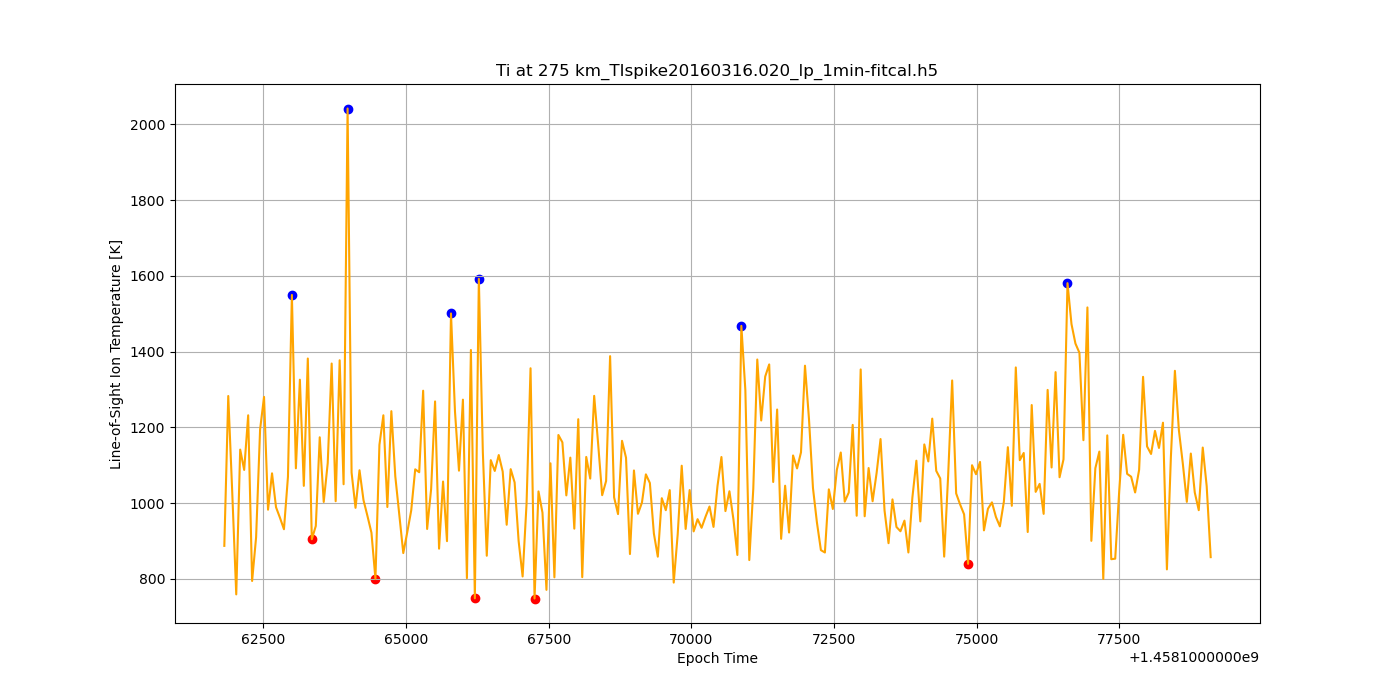 Ti at 275 km_TIspike20160316.020_lp_1min-fitcal.h5
Line-of-Sight Ion Temperature [K]
2000
1800
1600
1400
1200
1000
800
62500 65000 67500 70000 72500 75000 77500
Epoch Time
+1.4581000000e9